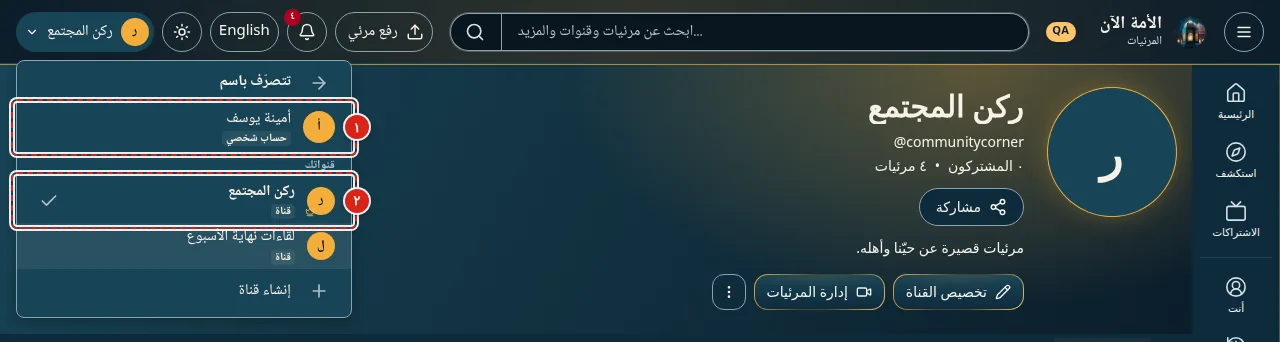 الأمة الآن
المرئيات
QA
ابحث عن مرئيات وقنوات والمزيد...
رفع مرئي
٤
English
ر
ركن المجتمع
الرئيسية
استكشف
الاشتراكات
أنت
ر
ركن المجتمع
@communitycorner
٠ المشتركون • ٤ مرئيات
مشاركة
مرئيات قصيرة عن حيّنا وأهله.
تخصيص القناة
إدارة المرئيات
تتصرّف باسم
١
أ
أمينة يوسف
حساب شخصي
قنواتك
٢
ر
ركن المجتمع
قناة
ل
لقاءات نهاية الأسبوع
قناة
إنشاء قناة